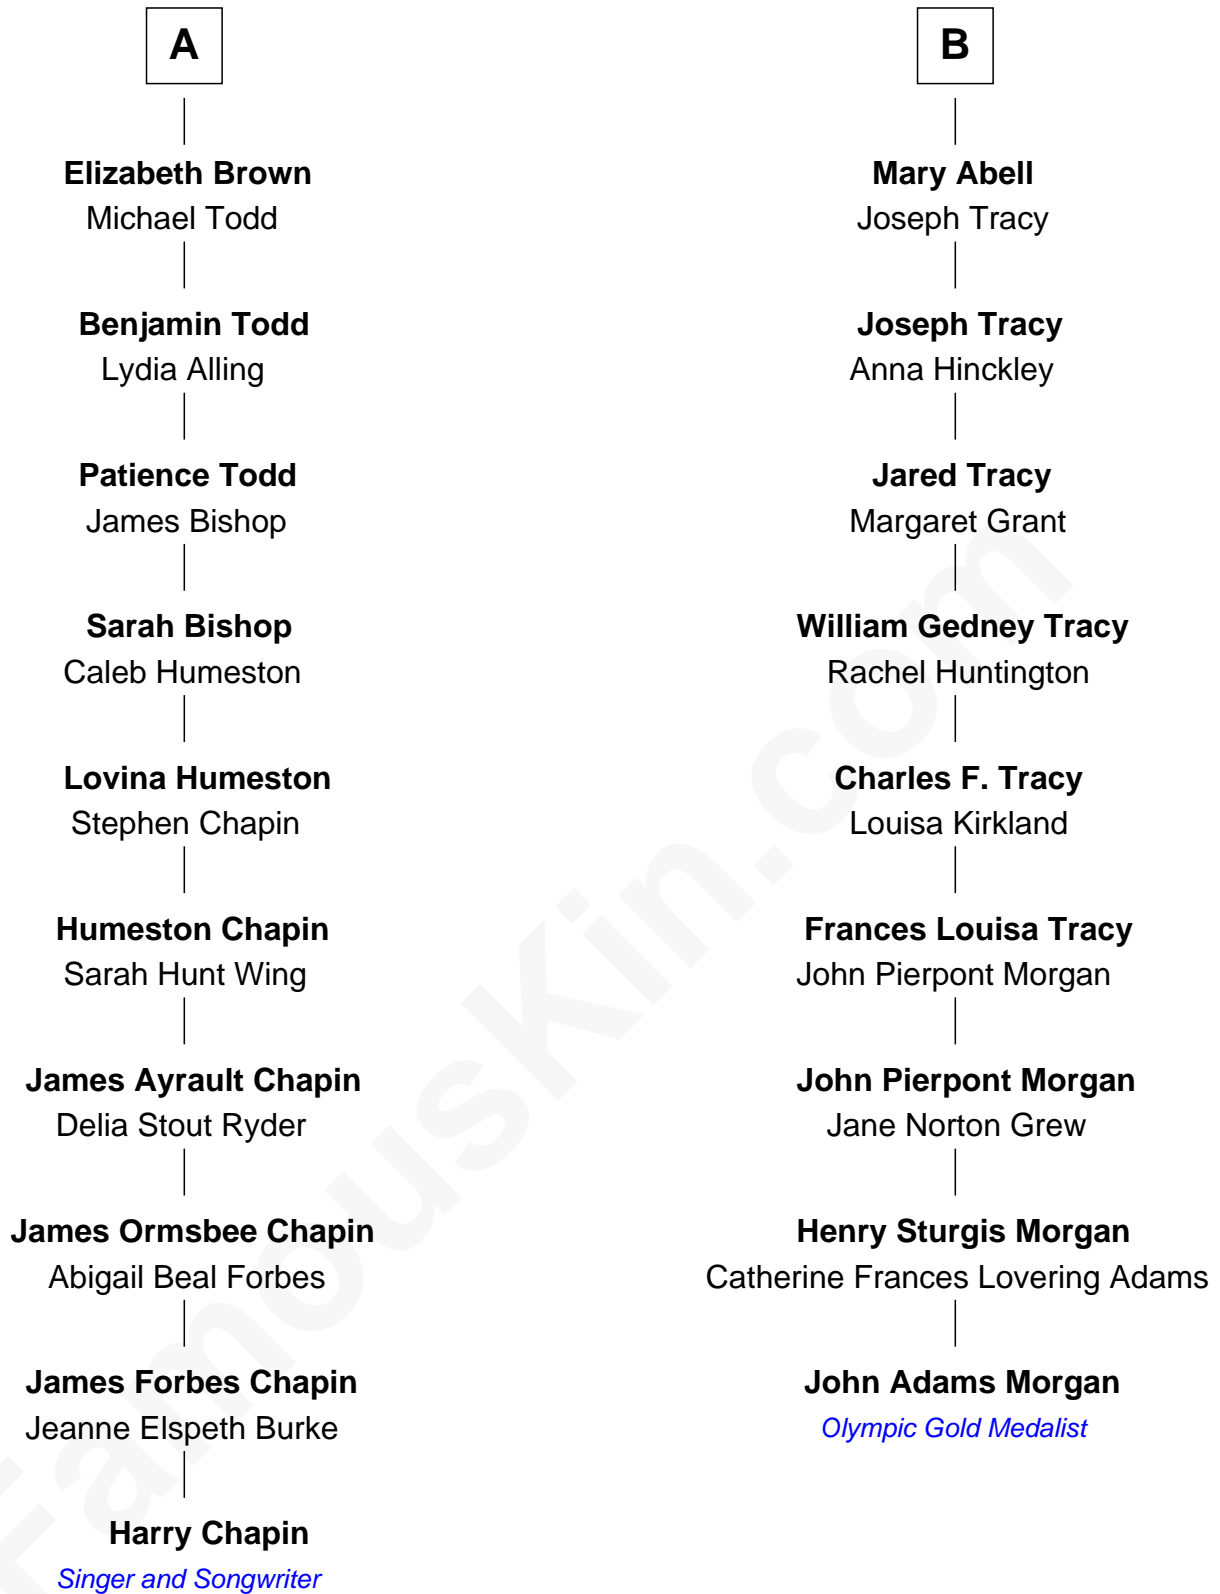 A
Elizabeth Brown
Michael Todd
Benjamin Todd
Lydia Alling
Patience Todd
James Bishop
Sarah Bishop
Caleb Humeston
Lovina Humeston
Stephen Chapin
Humeston Chapin
Sarah Hunt Wing
James Ayrault Chapin
Delia Stout Ryder
James Ormsbee Chapin
Abigail Beal Forbes
James Forbes Chapin
Jeanne Elspeth Burke
Harry Chapin
Singer and Songwriter
B
Mary Abell
Joseph Tracy
Joseph Tracy
Anna Hinckley
Jared Tracy
Margaret Grant
William Gedney Tracy
Rachel Huntington
Charles F. Tracy
Louisa Kirkland
Frances Louisa Tracy
John Pierpont Morgan
John Pierpont Morgan
Jane Norton Grew
Henry Sturgis Morgan
Catherine Frances Lovering Adams
John Adams Morgan
Olympic Gold Medalist
FamousKin.com